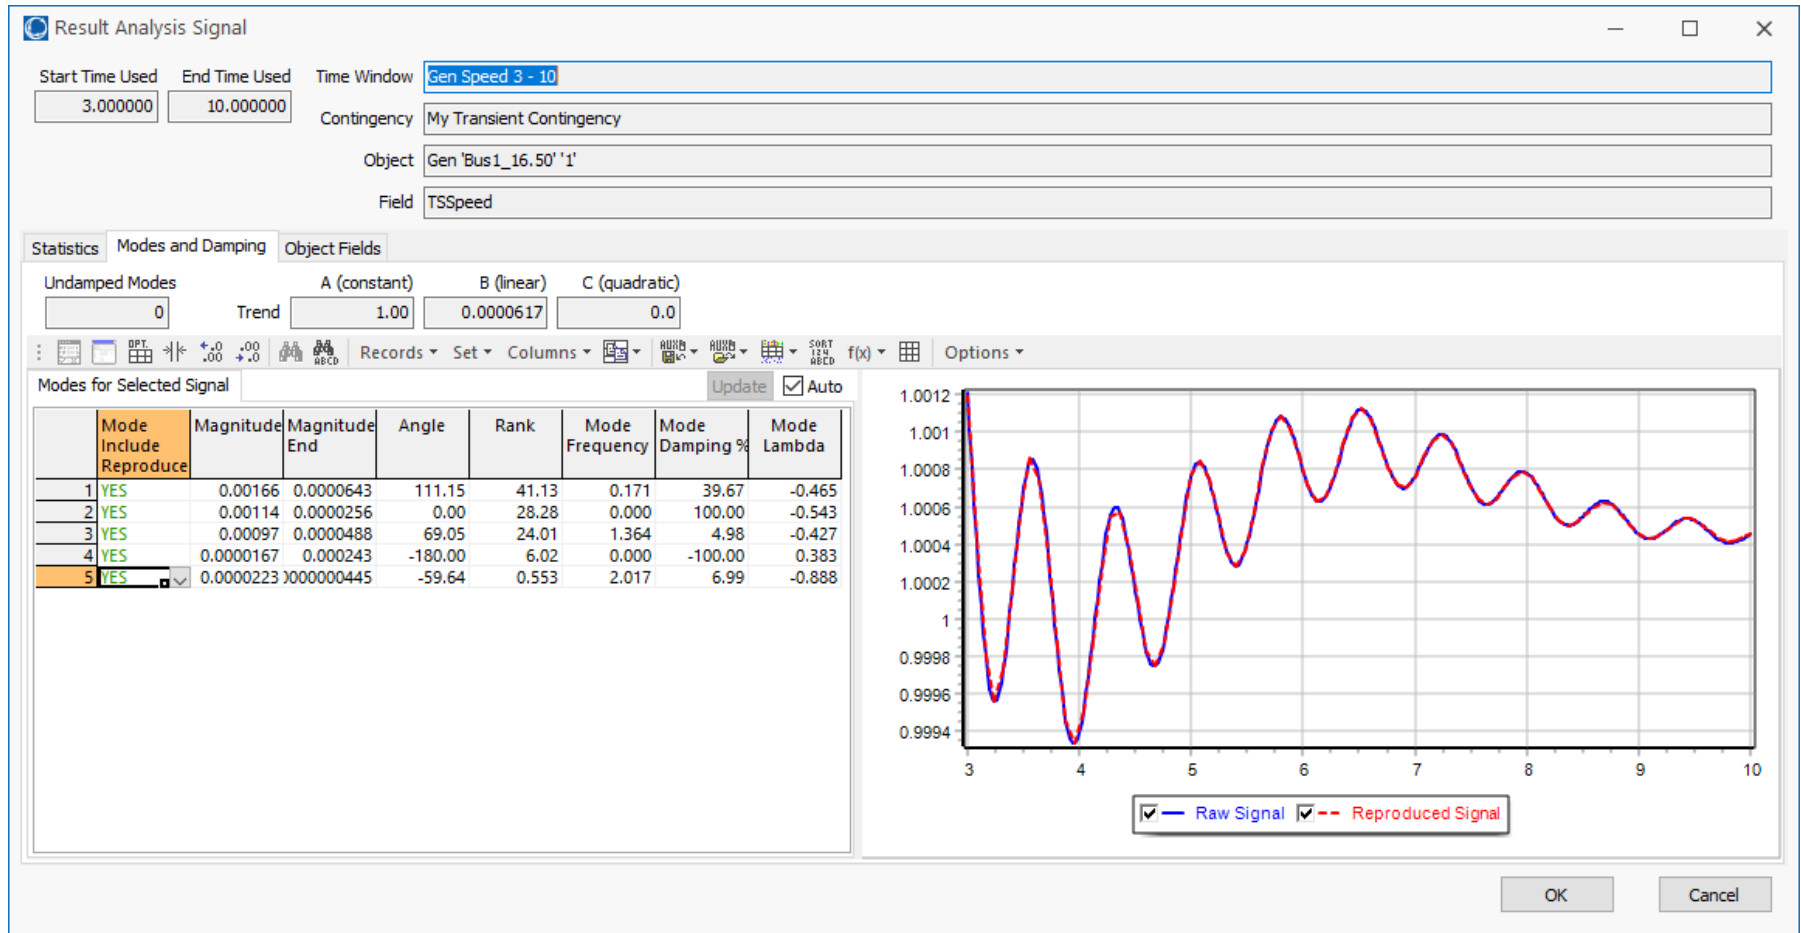 Result Analysis Signal
Start Time Used End Time Used Time Window Gen Speed 3 - 10
3.000000 10.000000
Contingency My Transient Contingency
Object Gen 'Bus1_16.50' '1'
Field TSSpeed
Statistics Modes and Damping Object Fields
Undamped Modes A (constant) B (linear) C (quadratic)
0 Trend 1.00 0.0000617 0.0
Records Set Columns SORT 124 ABED f(x) Options
Modes for Selected Signal Update Auto
Mode Include Reproduce Magnitude Magnitude End Angle Rank Mode Frequency Mode Damping % Mode Lambda
1 YES 0.00166 0.0000643 111.15 41.13 0.171 39.67 -0.465
2 YES 0.00114 0.0000256 0.00 28.28 0.000 100.00 -0.543
3 YES 0.00097 0.0000488 69.05 24.01 1.364 4.98 -0.427
4 YES 0.0000167 0.000243 -180.00 6.02 0.000 -100.00 0.383
5 YES 0.0000223 0000000445 -59.64 0.553 2.017 6.99 -0.888
1.0012
1.001
1.0008
1.0006
1.0004
1.0002
1
0.9998
0.9996
0.9994
3 4 5 6 7 8 9 10
Raw Signal Reproduced Signal
OK Cancel